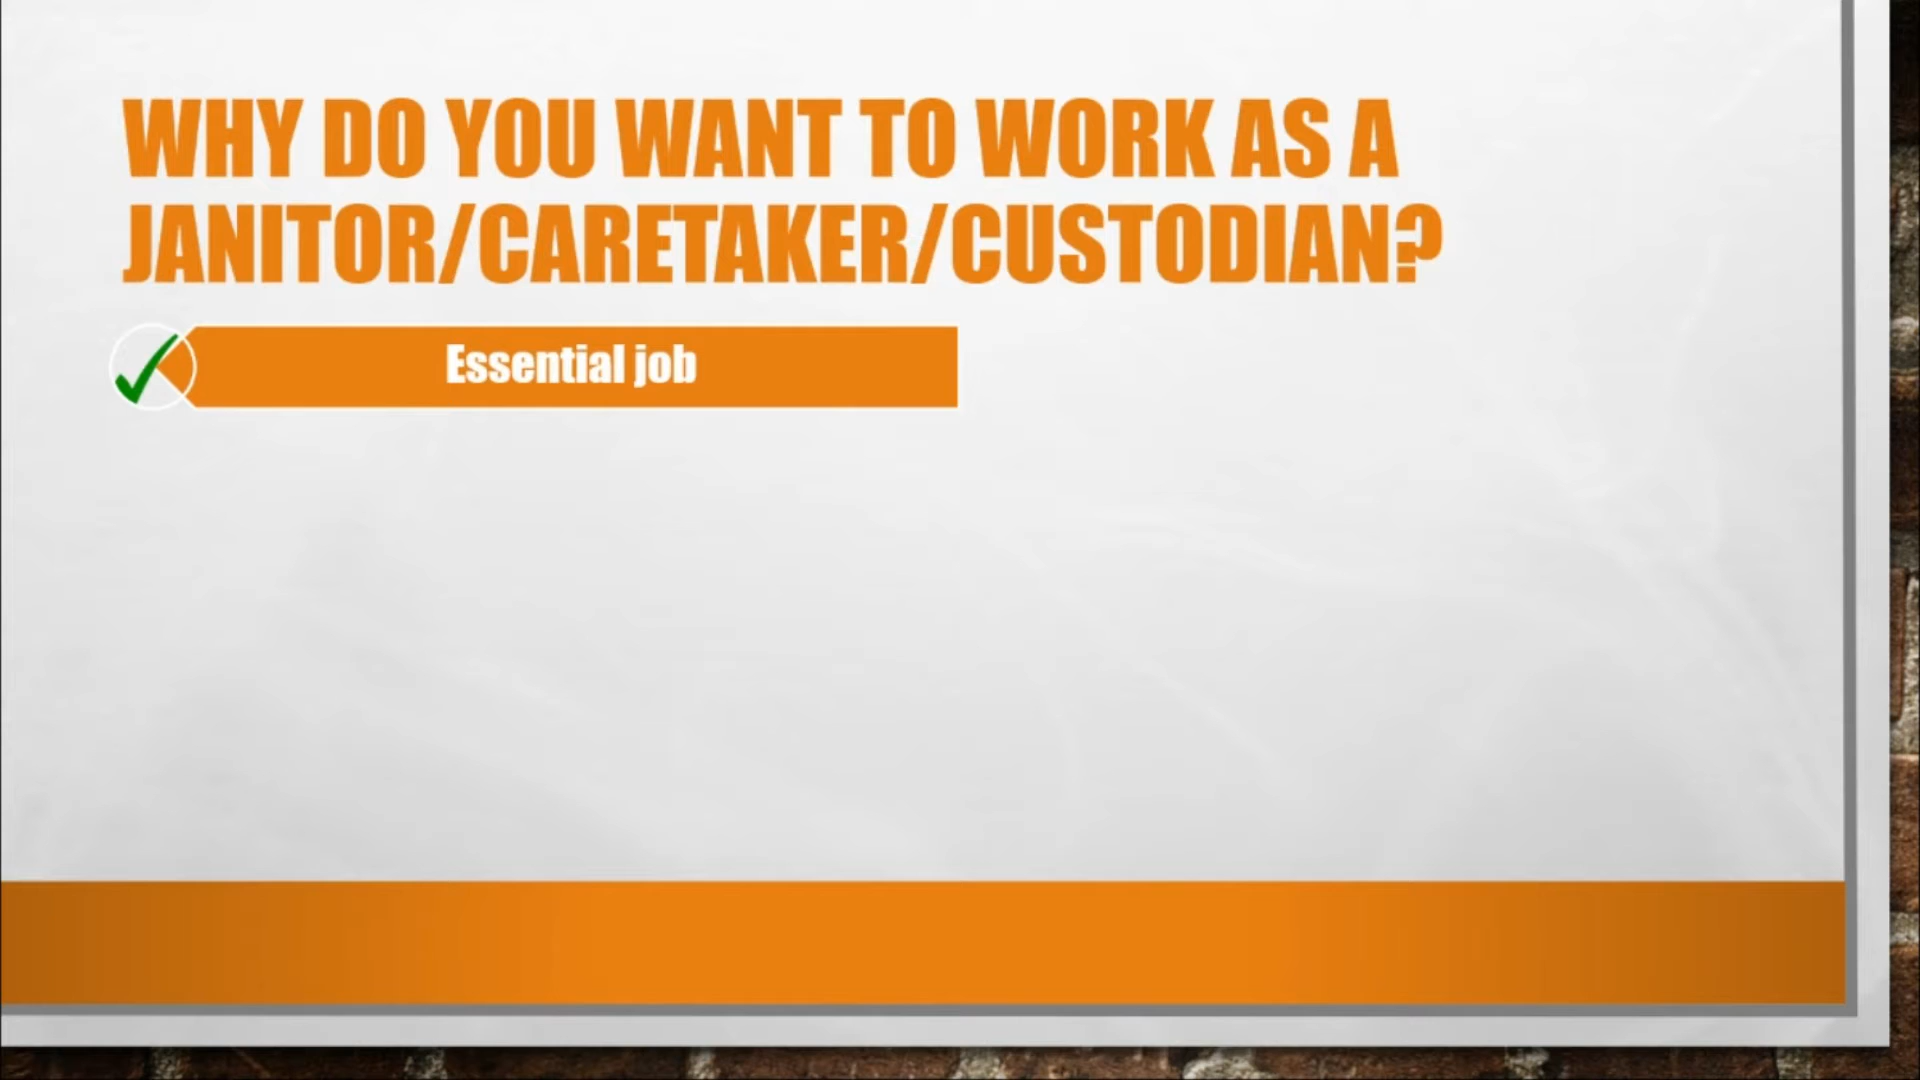 WHY DO YOU WANT TO WORK AS A
JANITOR/CARETAKER/CUSTODIAN?
Essential job